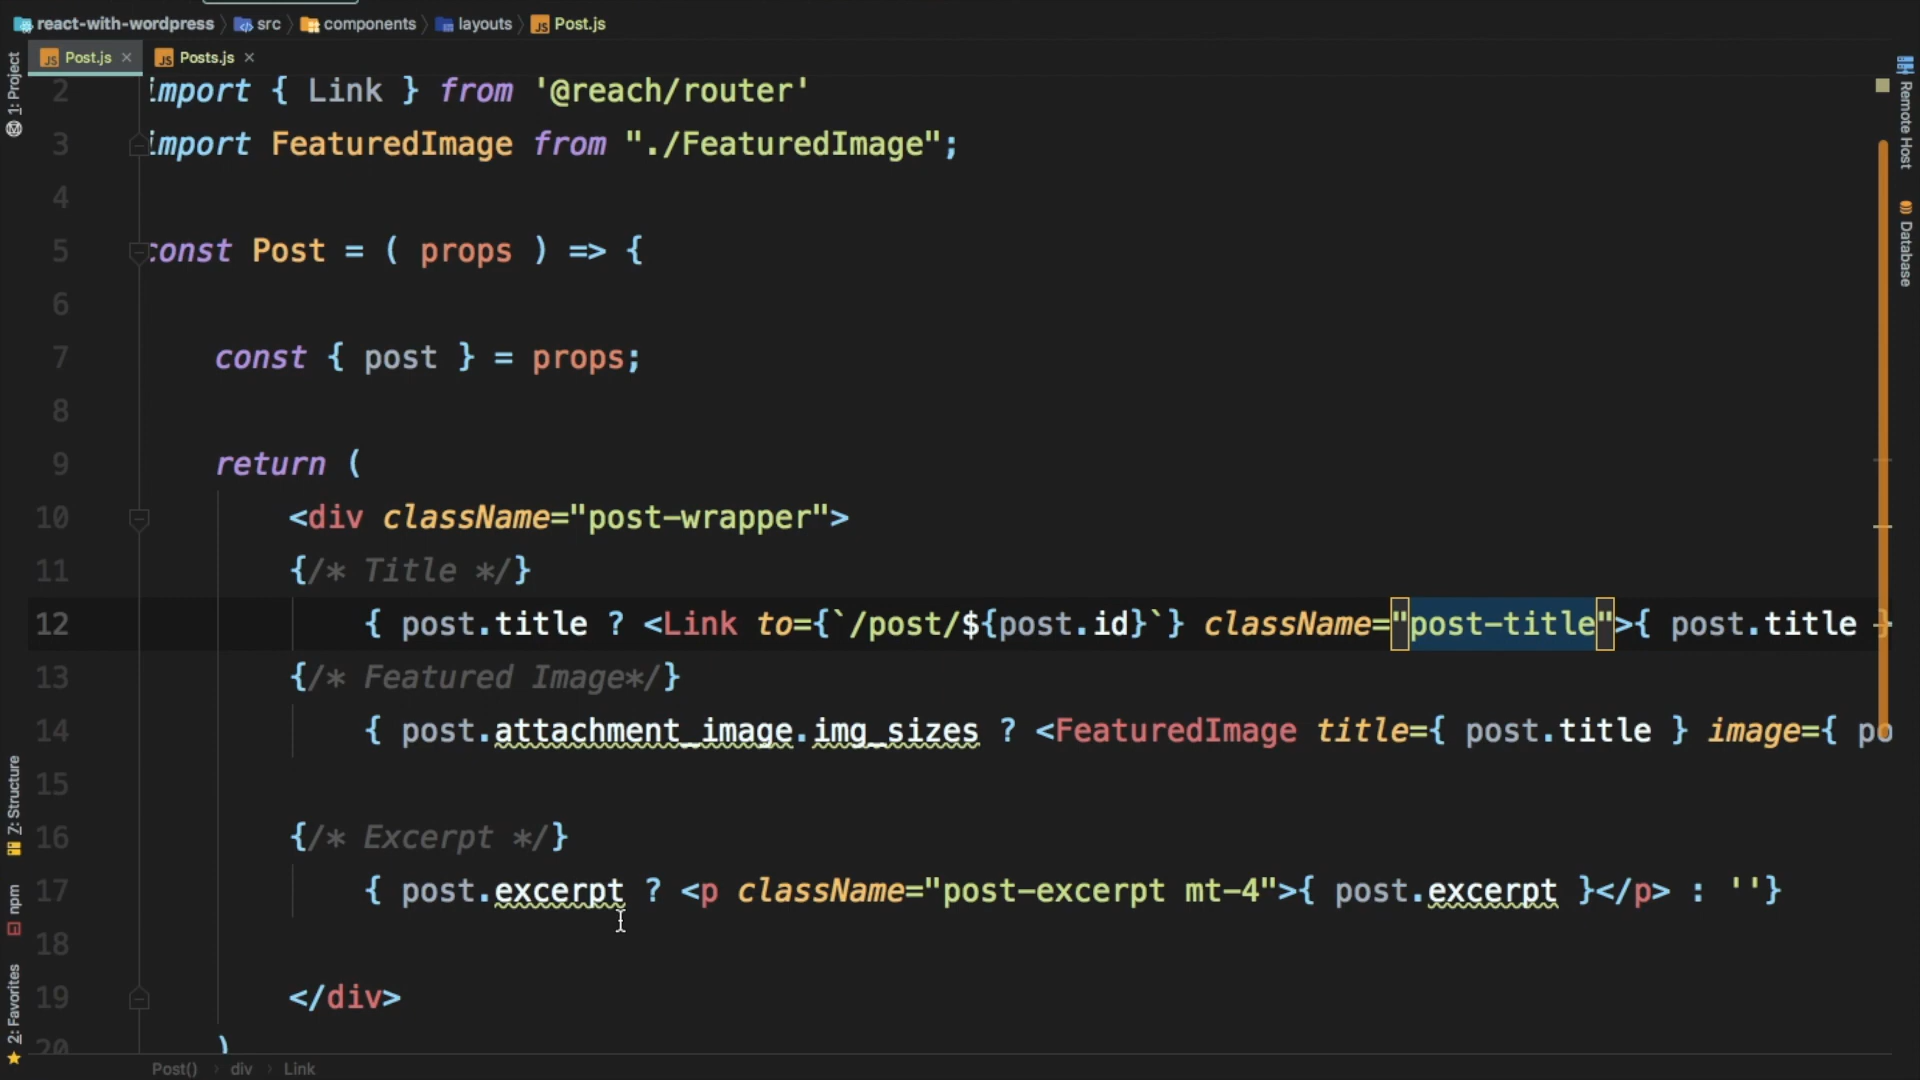 react-with-wordpress src components layouts Post.js
Post.js Posts.js
1: Project
Remote Host
Database
2 import { Link } from '@reach/router'
3 import FeaturedImage from "./FeaturedImage";
4
5 const Post = ( props ) => {
6
7 const { post } = props;
8
9 return (
10 <div className="post-wrapper">
11 {/* Title */}
12 { post.title ? <Link to={`/post/${post.id}`} className="post-title">{ post.title }
13 {/* Featured Image*/}
14 { post.attachment_image.img_sizes ? <FeaturedImage title={ post.title } image={ po
15
16 {/* Excerpt */}
17 { post.excerpt ? <p className="post-excerpt mt-4">{ post.excerpt }</p> : ''}
18
19 </div>
20 )
Z: Structure
npm
2: Favorites
Post() div Link